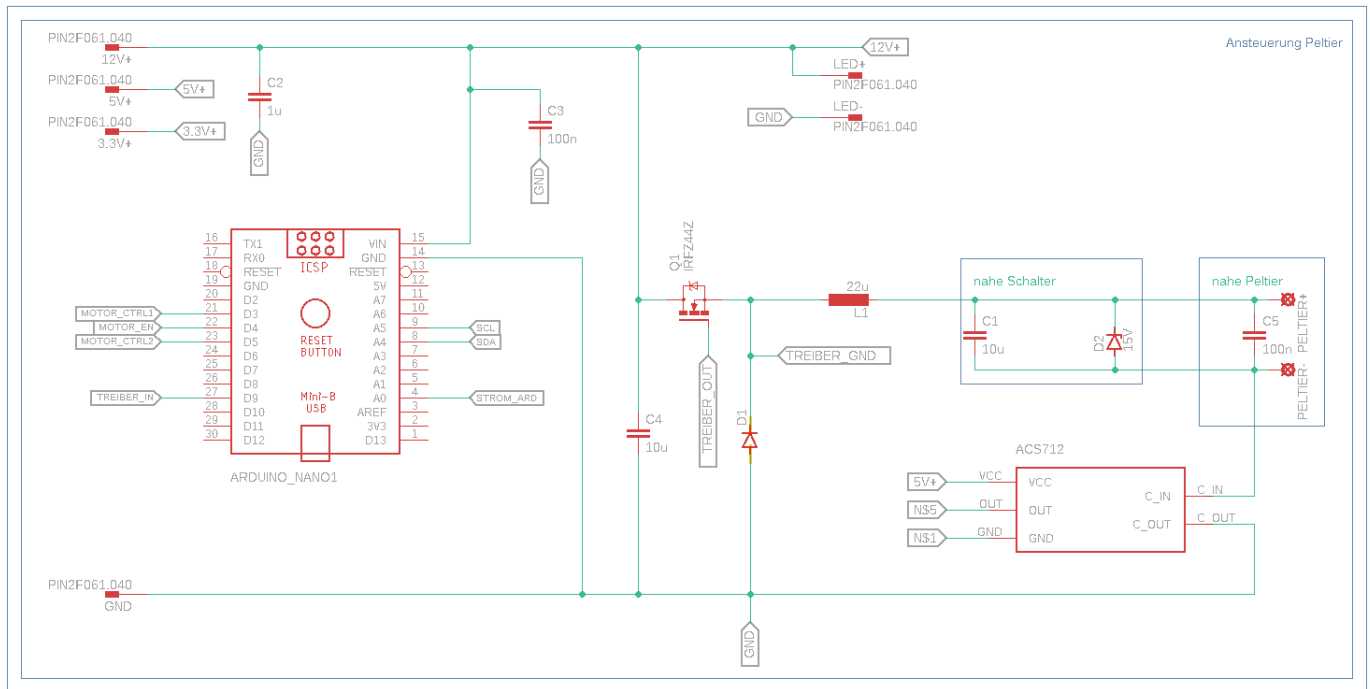 Ansteuerung Peltier
PIN2F061.040
12V+
PIN2F061.040
5V+
5V+
PIN2F061.040
3.3V+
3.3V+
C2
1u
GND
C3
100n
GND
12V+
LED+
PIN2F061.040
LED-
GND
PIN2F061.040
16 TX1 VIN 15
17 RX0 GND 14
18 RESET RESET 13
19 GND 5V 12
20 D2 A7 11
21 D3 A6 10
22 D4 A5 9
23 D5 A4 8
24 D6 A3 7
25 D7 A2 6
26 D8 A1 5
27 D9 A0 4
28 D10 AREF 3
29 D11 3V3 2
30 D12 D13 1
ICSP
RESET
BUTTON
Mini-B
USB
ARDUINO_NANO1
MOTOR_CTRL1
MOTOR_EN
MOTOR_CTRL2
TREIBER_IN
SCL
SDA
STROM_ARD
Q1
IRFZ44Z
TREIBER_OUT
C4
10u
D1
TREIBER_GND
22u
L1
nahe Schalter
C1
10u
D2
15V
nahe Peltier
C5
100n
PELTIER+
PELTIER-
ACS712
5V+ VCC VCC
N$5 OUT OUT
N$1 GND GND
C_IN C_IN
C_OUT C_OUT
PIN2F061.040
GND
GND